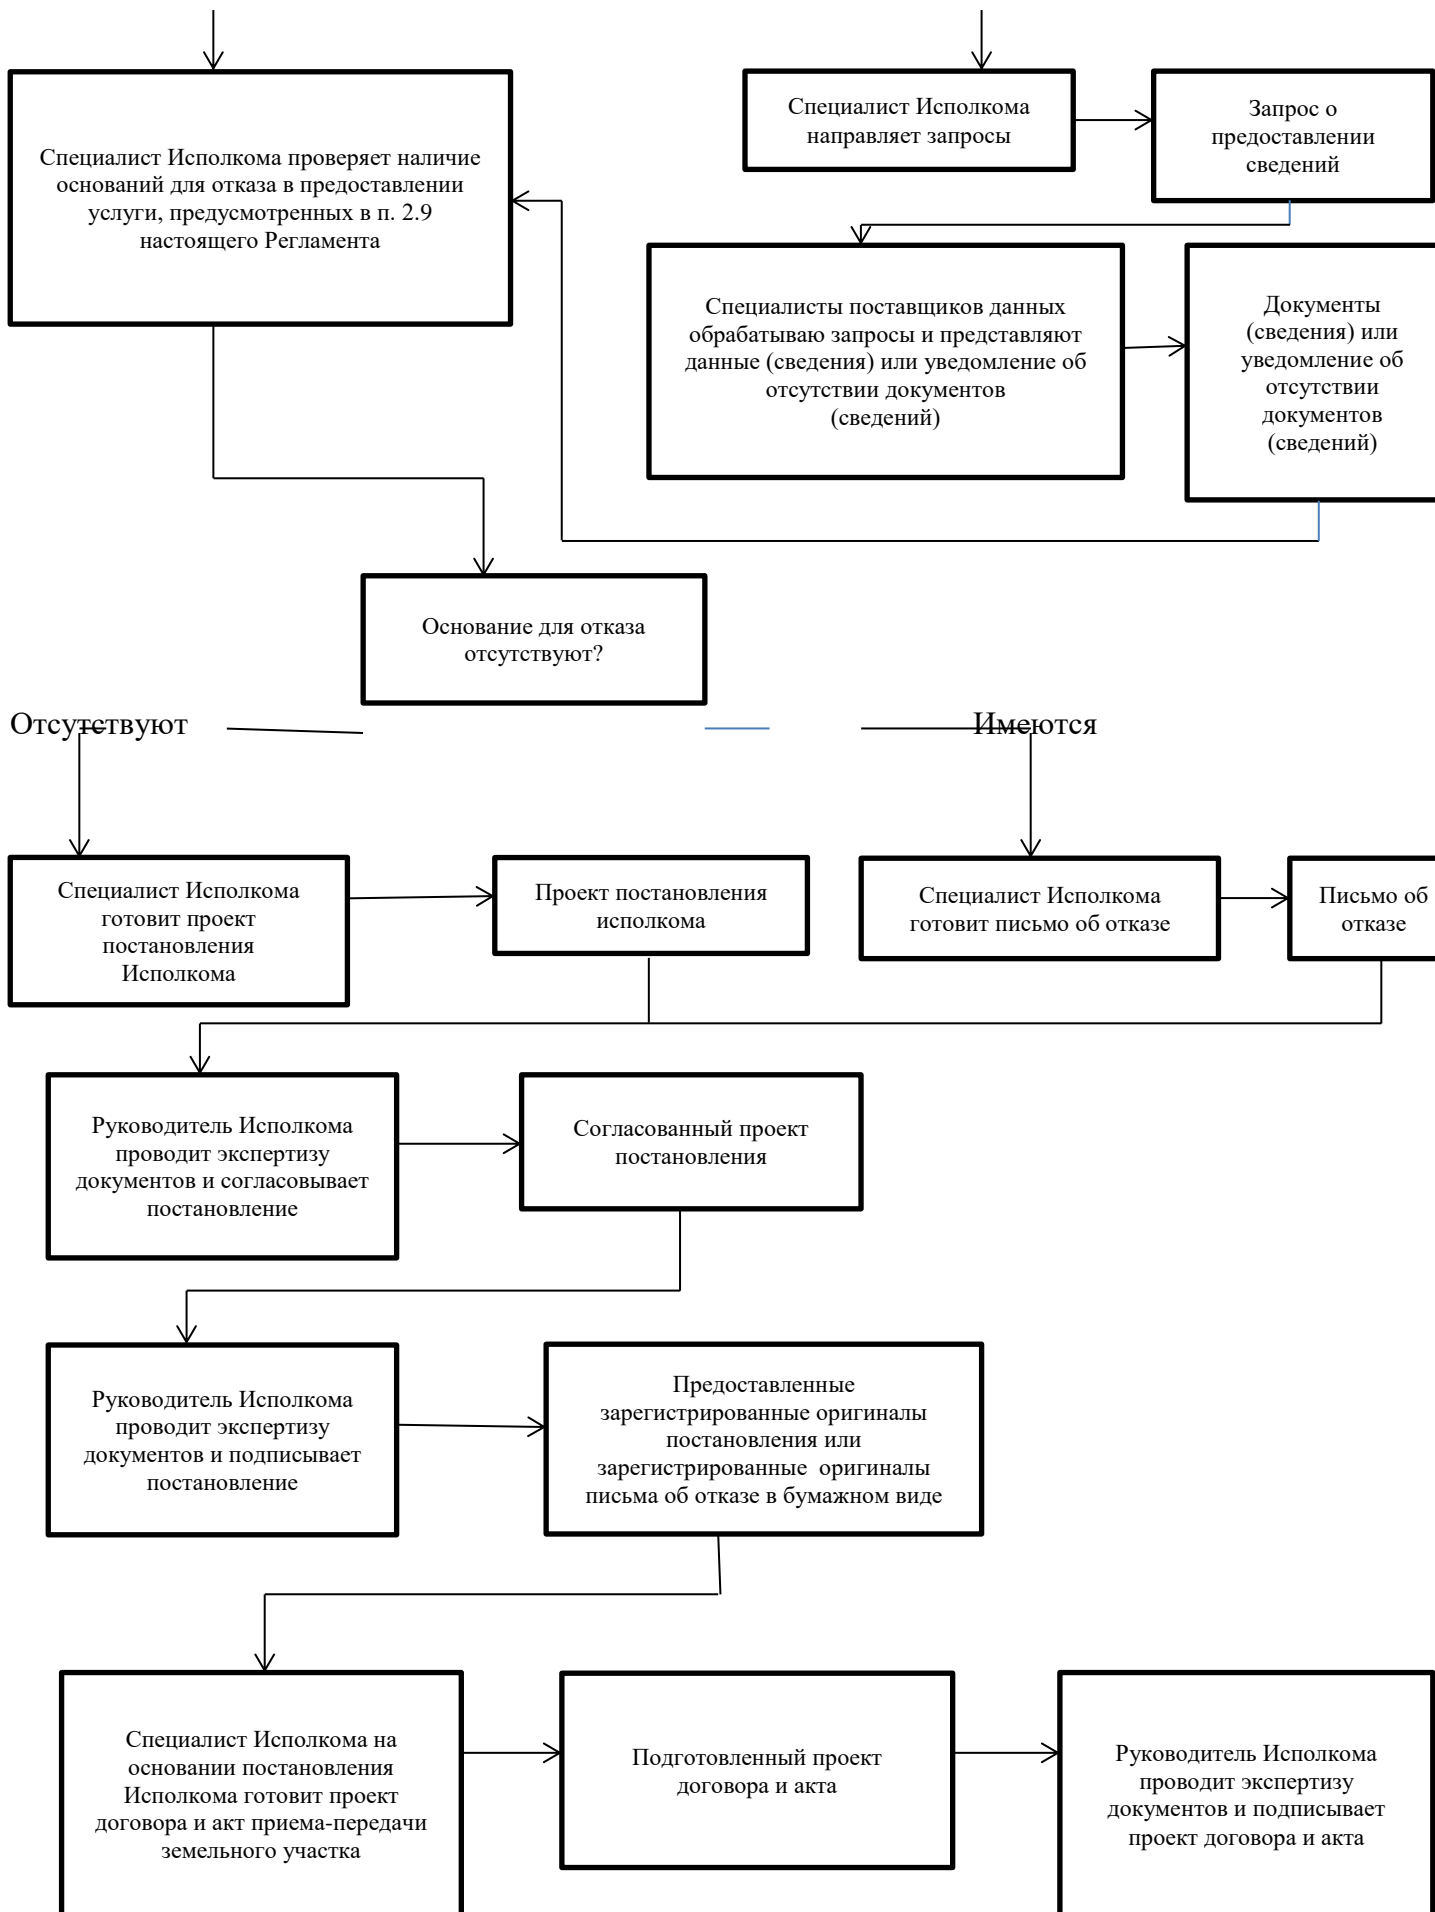 Специалист Исполкома проверяет наличие
оснований для отказа в предоставлении
услуги, предусмотренных в п. 2.9
настоящего Регламента
Специалист Исполкома
направляет запросы
Запрос о
предоставлении
сведений
Специалисты поставщиков данных
обрабатываю запросы и представляют
данные (сведения) или уведомление об
отсутствии документов
(сведений)
Документы
(сведения) или
уведомление об
отсутствии
документов
(сведений)
Основание для отказа
отсутствуют?
Отсутствуют
Имеются
Специалист Исполкома
готовит проект
постановления
Исполкома
Проект постановления
исполкома
Специалист Исполкома
готовит письмо об отказе
Письмо об
отказе
Руководитель Исполкома
проводит экспертизу
документов и согласовывает
постановление
Согласованный проект
постановления
Руководитель Исполкома
проводит экспертизу
документов и подписывает
постановление
Предоставленные
зарегистрированные оригиналы
постановления или
зарегистрированные  оригиналы
письма об отказе в бумажном виде
Специалист Исполкома на
основании постановления
Исполкома готовит проект
договора и акт приема-передачи
земельного участка
Подготовленный проект
договора и акта
Руководитель Исполкома
проводит экспертизу
документов и подписывает
проект договора и акта